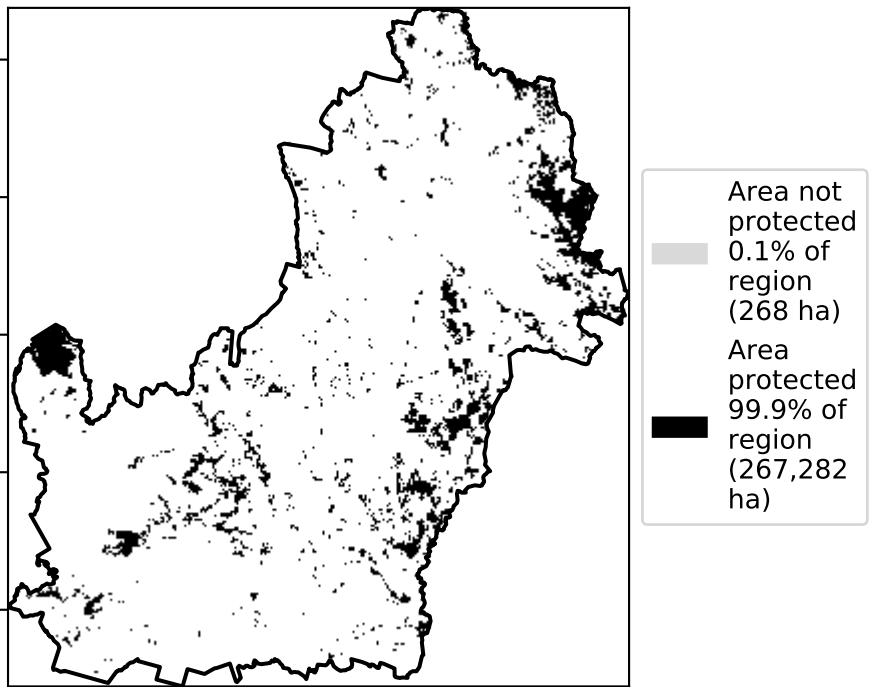 Area not
protected
0.1% of
region
(268 ha)
Area
protected
99.9% of
region
(267,282
ha)